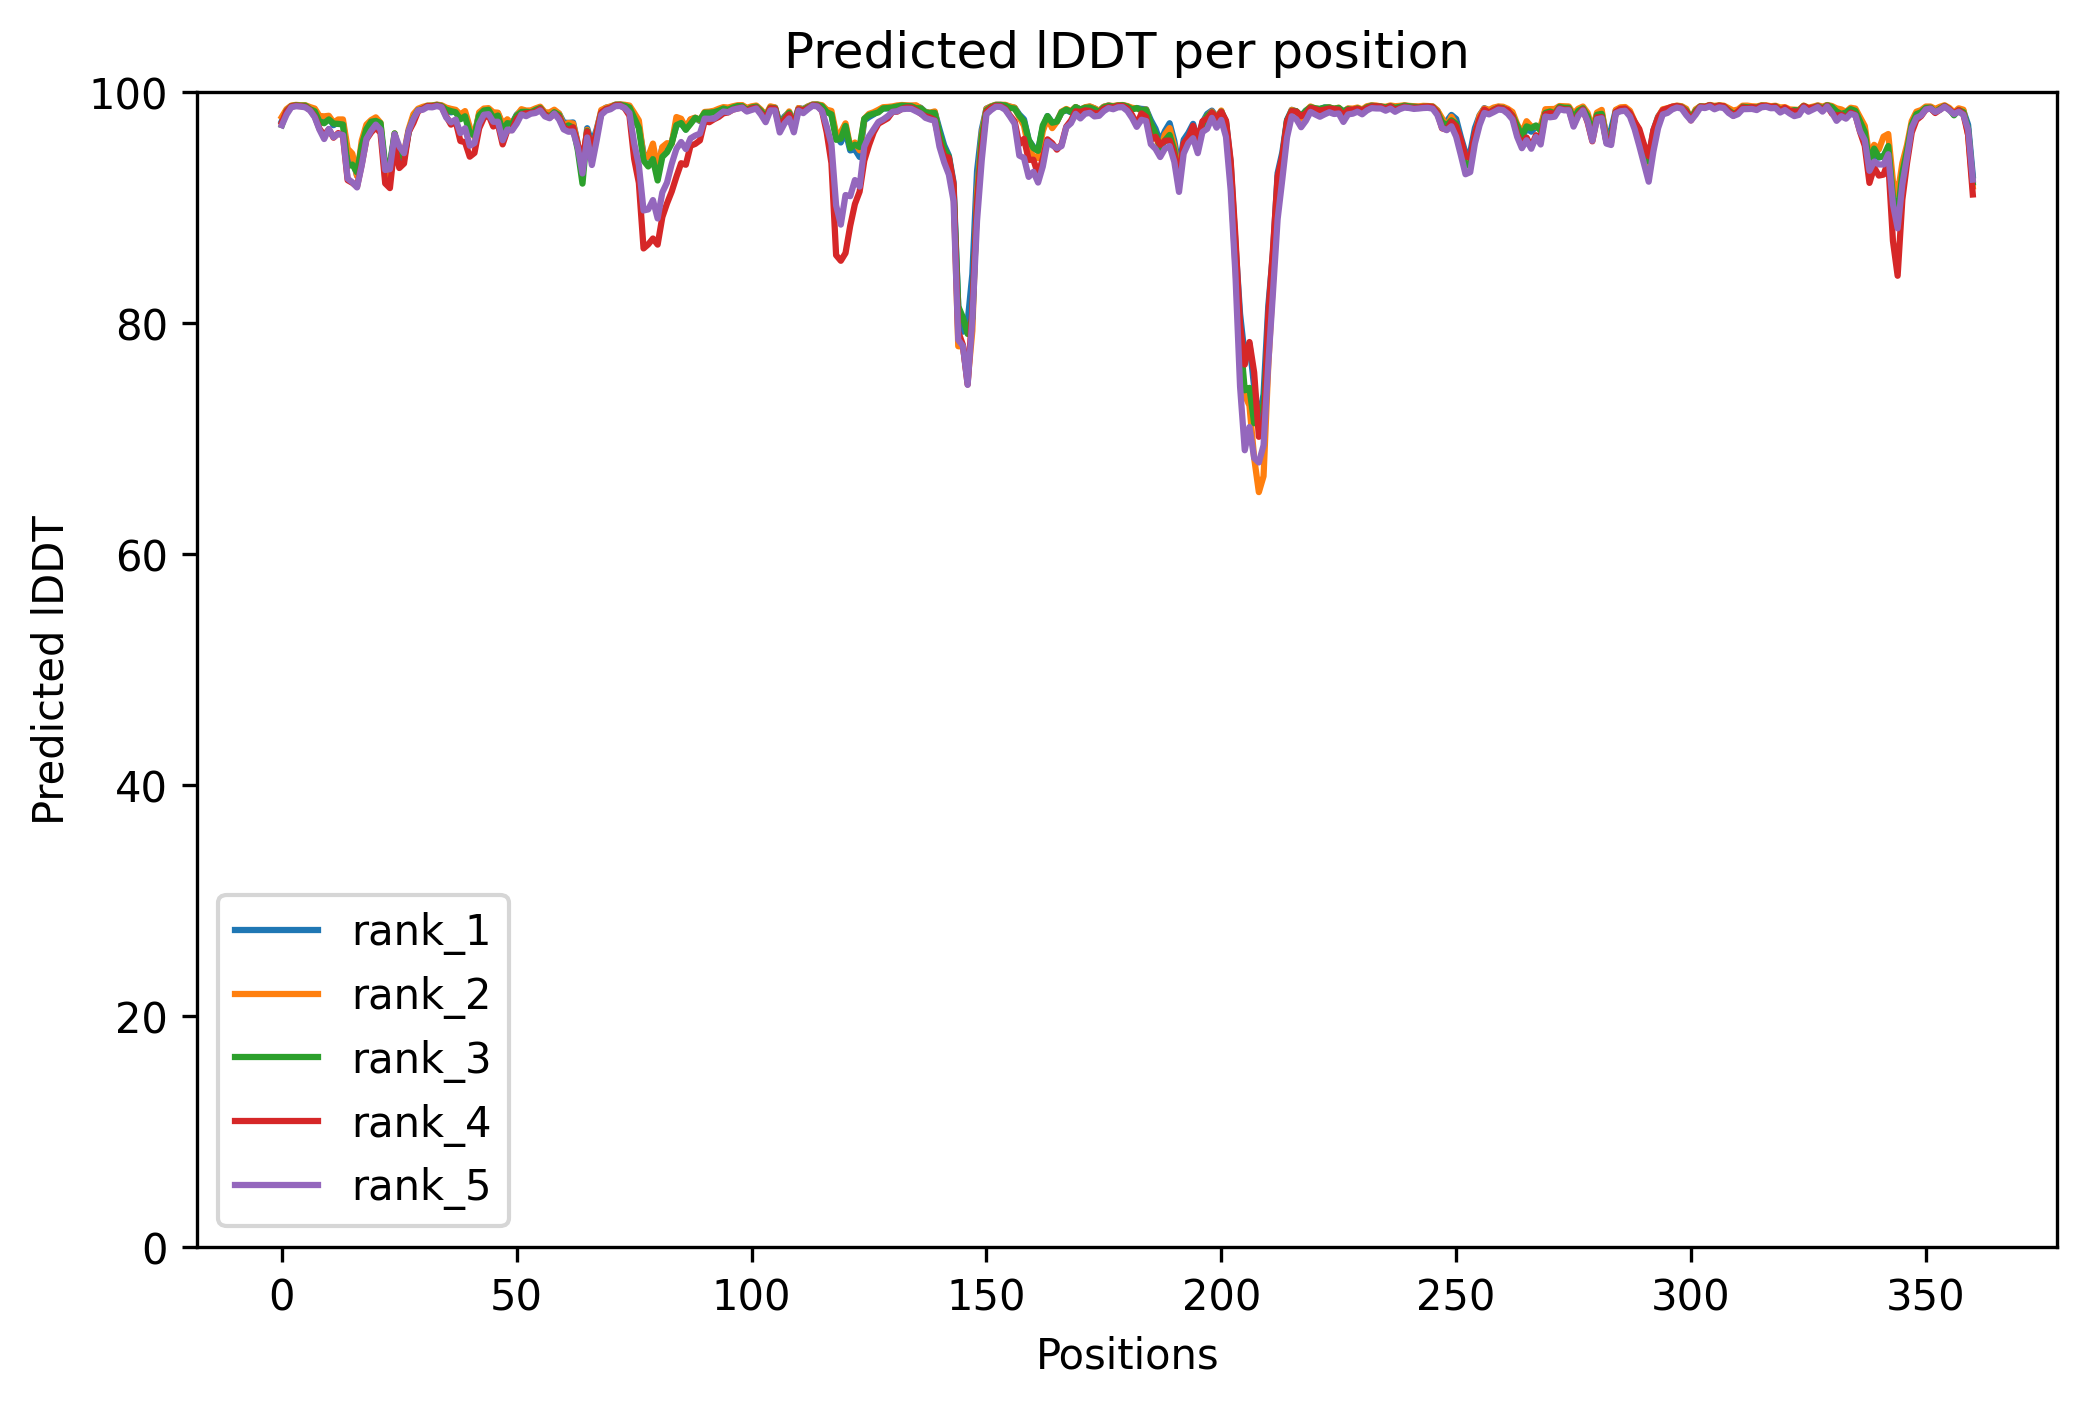 Predicted lDDT per position
100
80
60
40
20
0
Predicted lDDT
rank_1
rank_2
rank_3
rank_4
rank_5
0 50 100 150 200 250 300 350
Positions